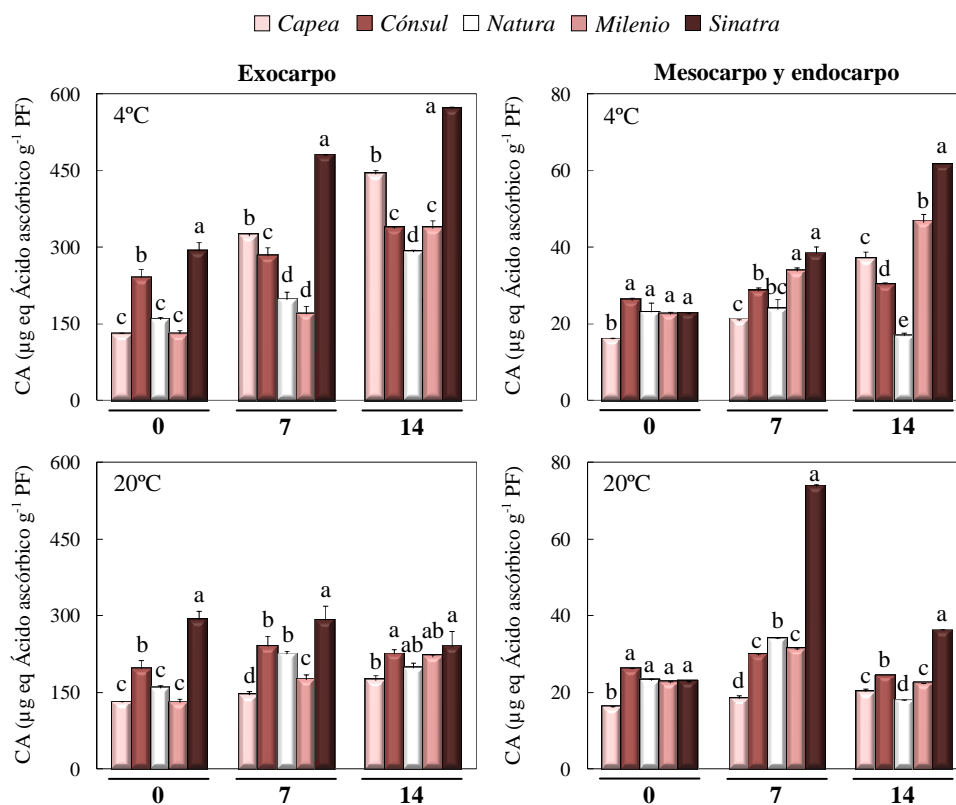 Capea Cónsul Natura Milenio Sinatra
Exocarpo
Mesocarpo y endocarpo
CA (µg eq Ácido ascórbico g-1 PF)
600
450
300
150
0
4ºC
c b c c a
b c d d a
b c d c a
0 7 14
CA (µg eq Ácido ascórbico g-1 PF)
80
60
40
20
0
4ºC
b a a a a
c b bc a a
c d e b a
0 7 14
CA (µg eq Ácido ascórbico g-1 PF)
600
450
300
150
0
20ºC
c b c c a
d b b c a
b a ab ab a
0 7 14
CA (µg eq Ácido ascórbico g-1 PF)
80
60
40
20
0
20ºC
b a a a a
d c b c a
c b d c a
0 7 14